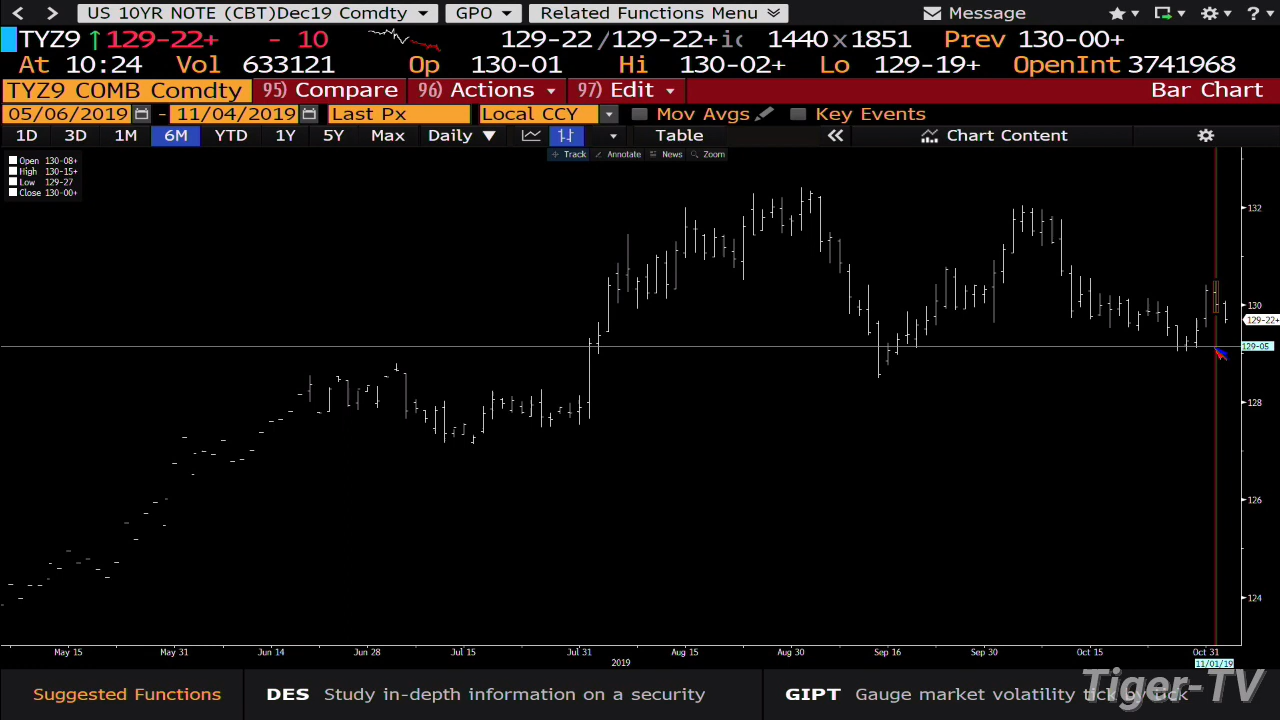 US 10YR NOTE (CBT)Dec19 Comdty GPO Related Functions Menu Message ?
TYZ9 ↑129-22+ - 10 129-22 /129-22+ 1440x1851 Prev 130-00+
At 10:24 Vol 633121 Op 130-01 Hi 130-02+ Lo 129-19+ OpenInt 3741968
TYZ9 COMB Comdty 95) Compare 96) Actions 97) Edit Bar Chart
05/06/2019 - 11/04/2019 Last Px Local CCY Mov Avgs Key Events
1D 3D 1M 6M YTD 1Y 5Y Max Daily ▼ Table « Chart Content
Track Annotate News Zoom
Open 130-08+
High 130-15+
Low 129-27
Close 130-00+
132
130
129-22+
129-05
128
126
124
May 15 May 31 Jun 14 Jun 28 Jul 15 Jul 31 Aug 15 Aug 30 Sep 16 Sep 30 Oct 15 Oct 31
2019 11/01/19
Suggested Functions DES Study in-depth information on a security GIPT Gauge market volatility tick by tick
Tiger-TV